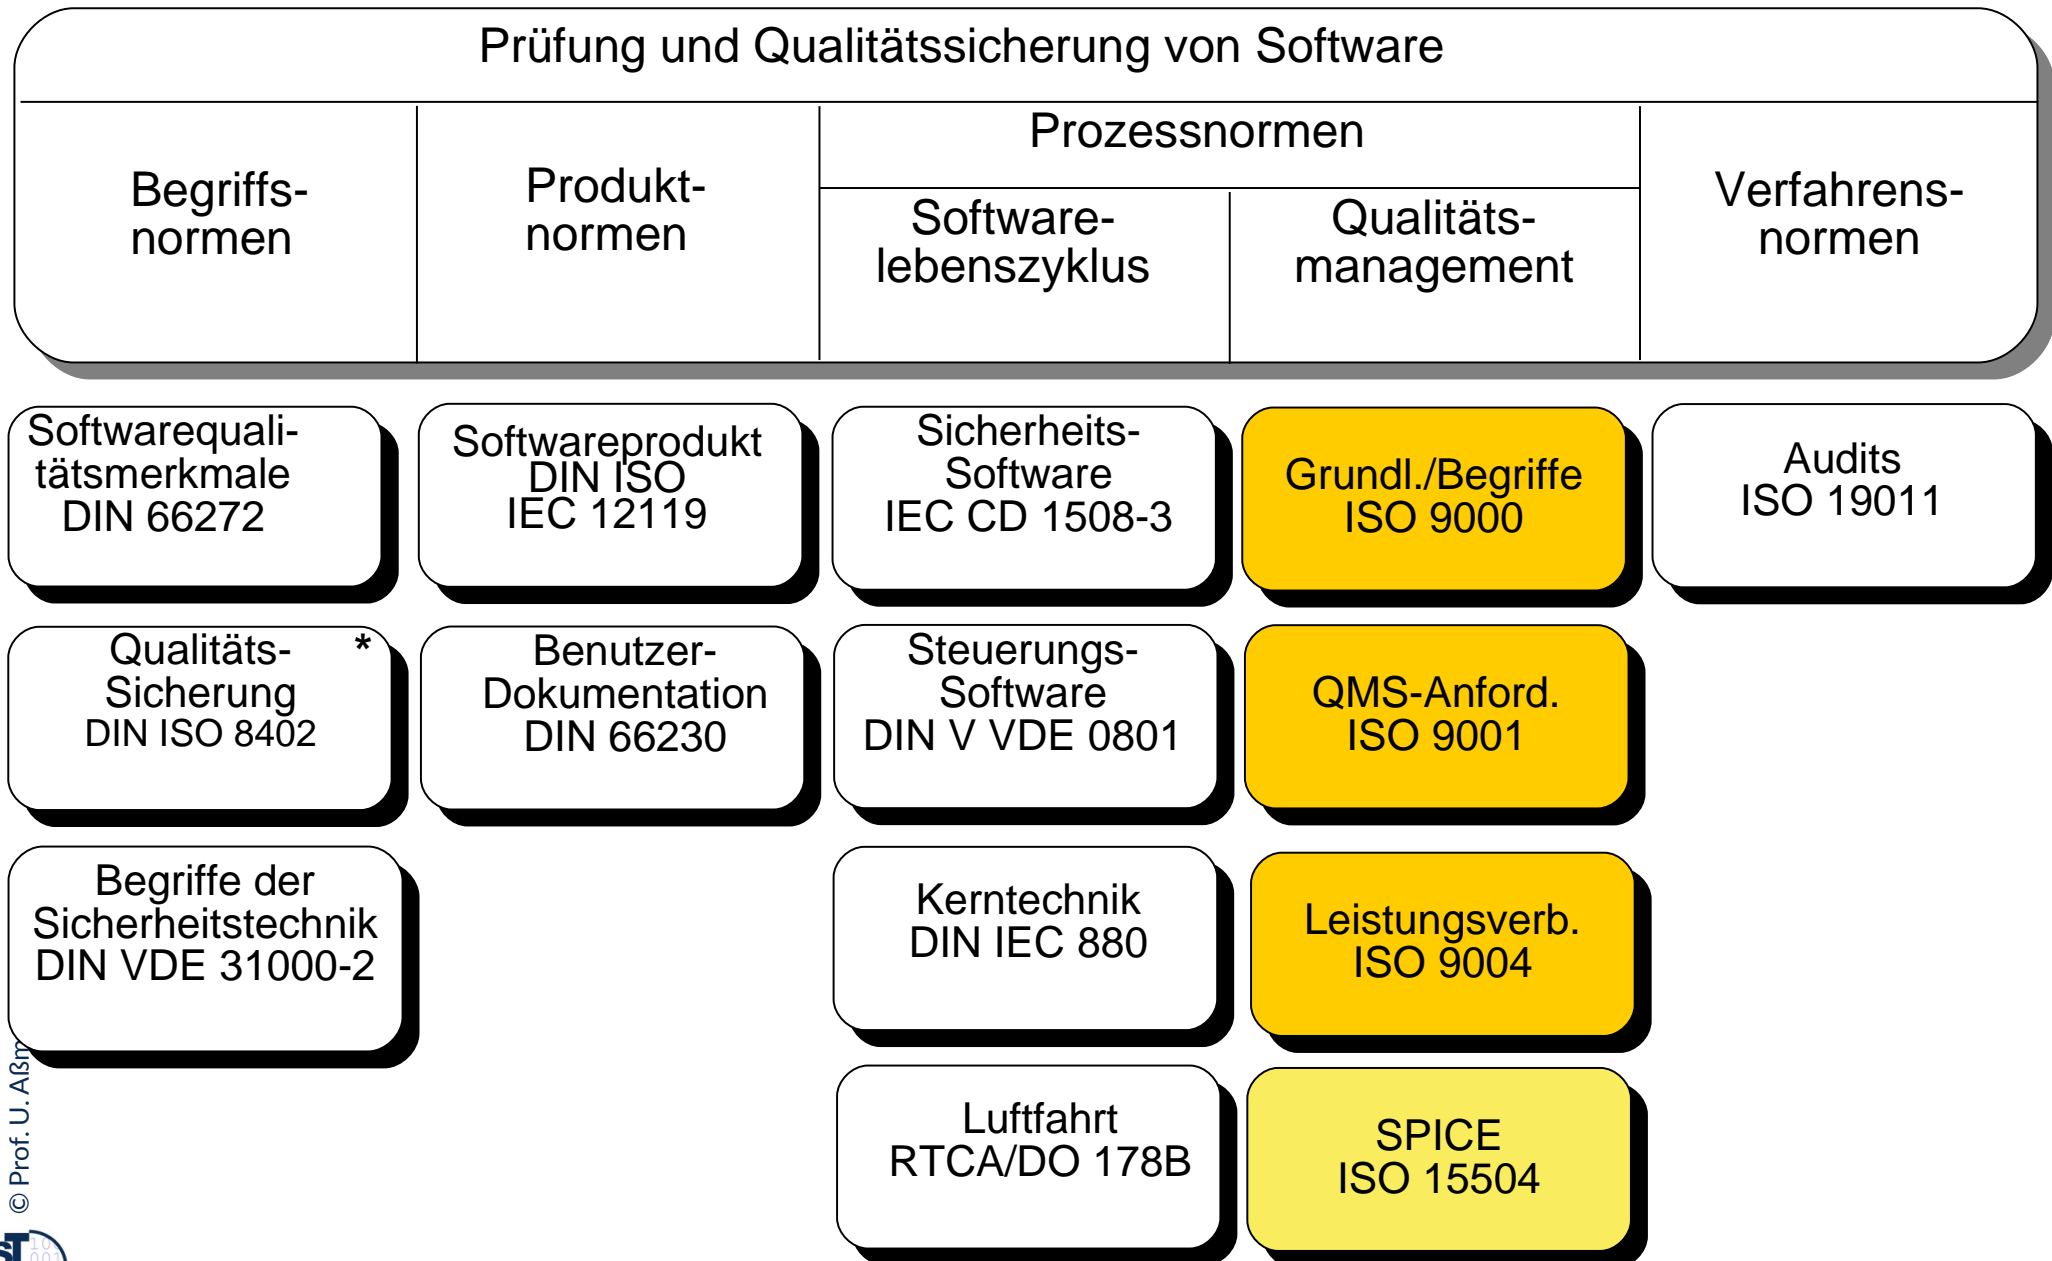 Prüfung und Qualitätssicherung von Software
Begriffs-
normen
Produkt-
normen
Prozessnormen
Software-
lebenszyklus
Qualitäts-
management
Verfahrens-
normen
Softwarequali-
tätsmerkmale
DIN 66272
Softwareprodukt
DIN ISO
IEC 12119
Sicherheits-
Software
IEC CD 1508-3
Grundl./Begriffe
ISO 9000
Audits
ISO 19011
Qualitäts- *
Sicherung
DIN ISO 8402
Benutzer-
Dokumentation
DIN 66230
Steuerungs-
Software
DIN V VDE 0801
QMS-Anford.
ISO 9001
Begriffe der
Sicherheitstechnik
DIN VDE 31000-2
Kerntechnik
DIN IEC 880
Leistungsverb.
ISO 9004
Luftfahrt
RTCA/DO 178B
SPICE
ISO 15504
© Prof. U. Aßm